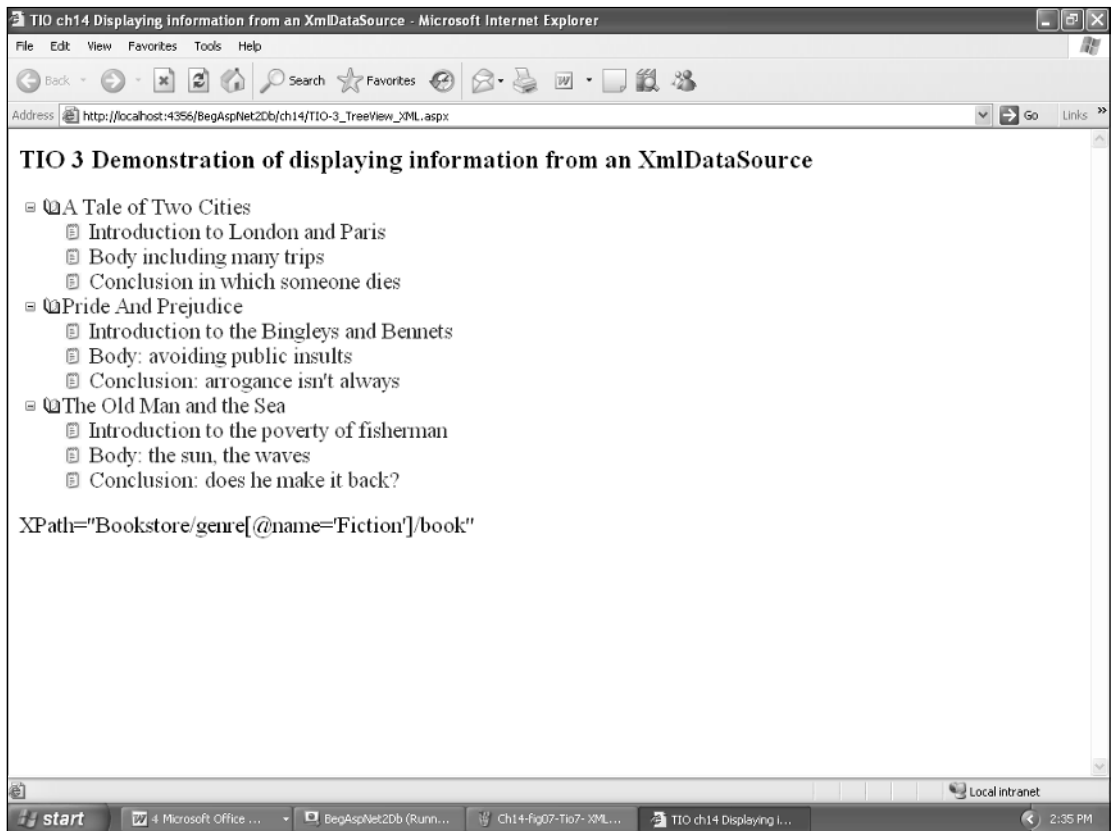 TIO ch14 Displaying information from an XmlDataSource - Microsoft Internet Explorer
File Edit View Favorites Tools Help
Back Search Favorites
Address http://localhost:4356/BegAspNet2Db/ch14/TIO-3_TreeView_XML.aspx Go Links »
TIO 3 Demonstration of displaying information from an XmlDataSource
A Tale of Two Cities
Introduction to London and Paris
Body including many trips
Conclusion in which someone dies
Pride And Prejudice
Introduction to the Bingleys and Bennets
Body: avoiding public insults
Conclusion: arrogance isn't always
The Old Man and the Sea
Introduction to the poverty of fisherman
Body: the sun, the waves
Conclusion: does he make it back?
XPath="Bookstore/genre[@name='Fiction']/book"
Local intranet
start 4 Microsoft Office ... BegAspNet2Db (Runn... Ch14-fig07-Tio7- XML... TIO ch14 Displaying i... 2:35 PM